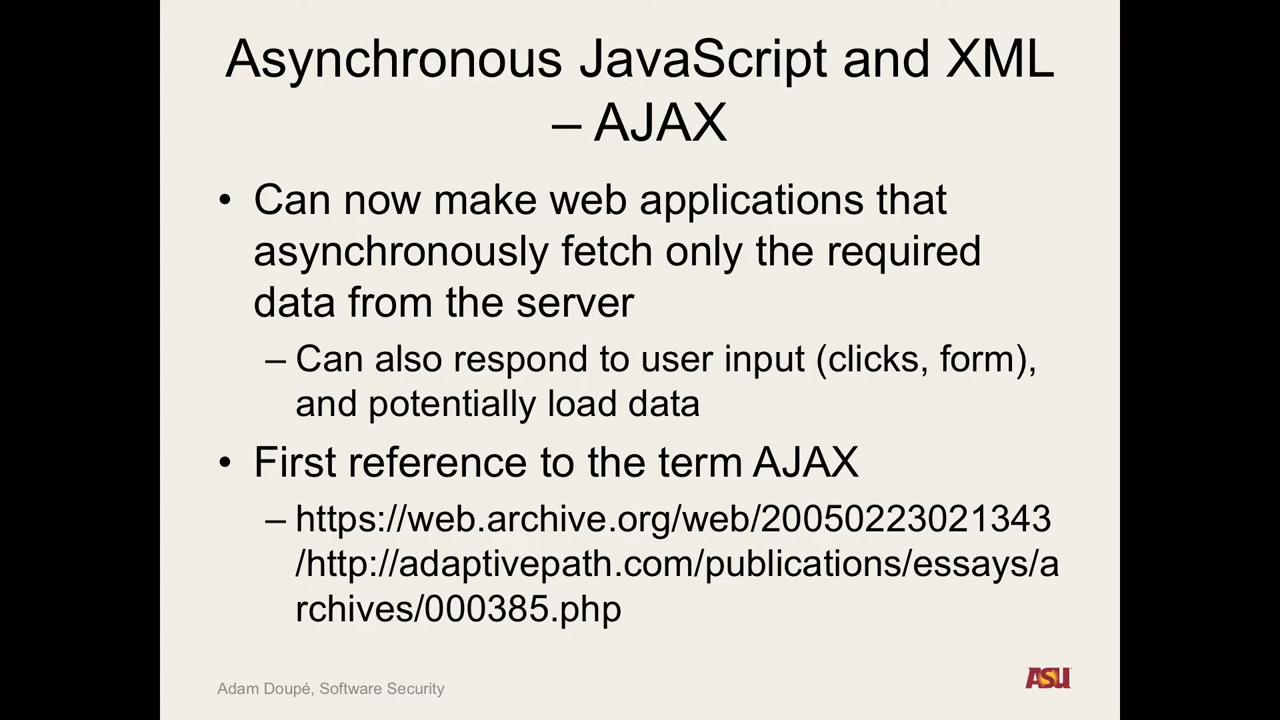 Asynchronous JavaScript and XML
– AJAX
• Can now make web applications that
asynchronously fetch only the required
data from the server
– Can also respond to user input (clicks, form),
and potentially load data
• First reference to the term AJAX
– https://web.archive.org/web/20050223021343
/http://adaptivepath.com/publications/essays/a
rchives/000385.php
Adam Doupé, Software Security
ASU